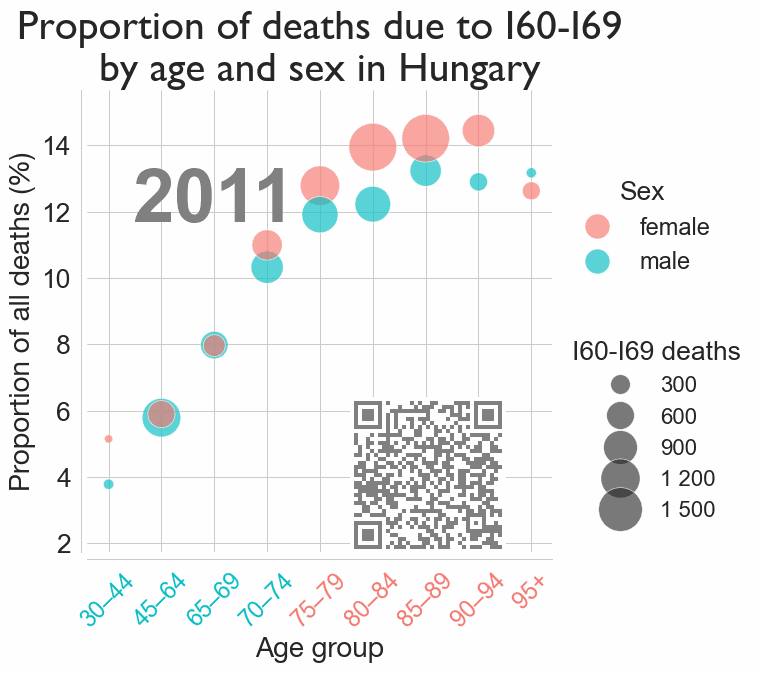 Proportion of deaths due to I60-I69
by age and sex in Hungary
Proportion of all deaths (%)
14
12
10
8
6
4
2
2011
30–44
45–64
65–69
70–74
75–79
80–84
85–89
90–94
95+
Age group
Sex
female
male
I60-I69 deaths
300
600
900
1 200
1 500